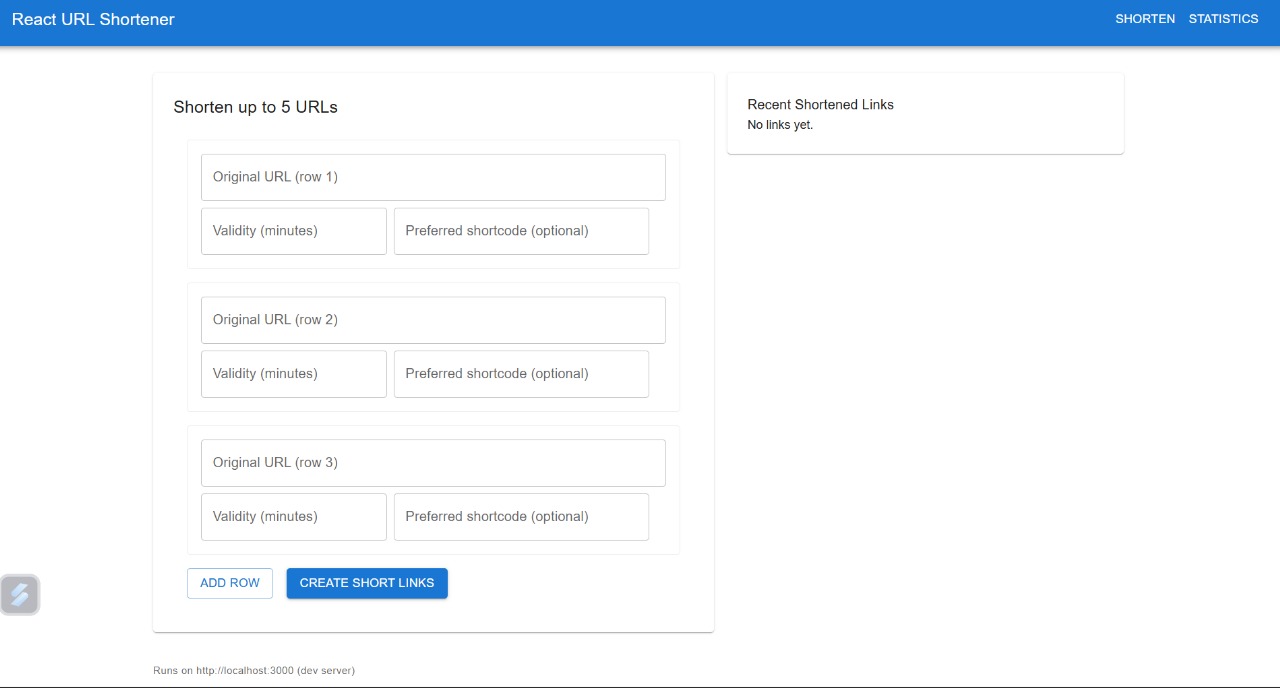 React URL Shortener
SHORTEN STATISTICS
Shorten up to 5 URLs
Original URL (row 1)
Validity (minutes) Preferred shortcode (optional)
Original URL (row 2)
Validity (minutes) Preferred shortcode (optional)
Original URL (row 3)
Validity (minutes) Preferred shortcode (optional)
ADD ROW CREATE SHORT LINKS
Recent Shortened Links
No links yet.
Runs on http://localhost:3000 (dev server)